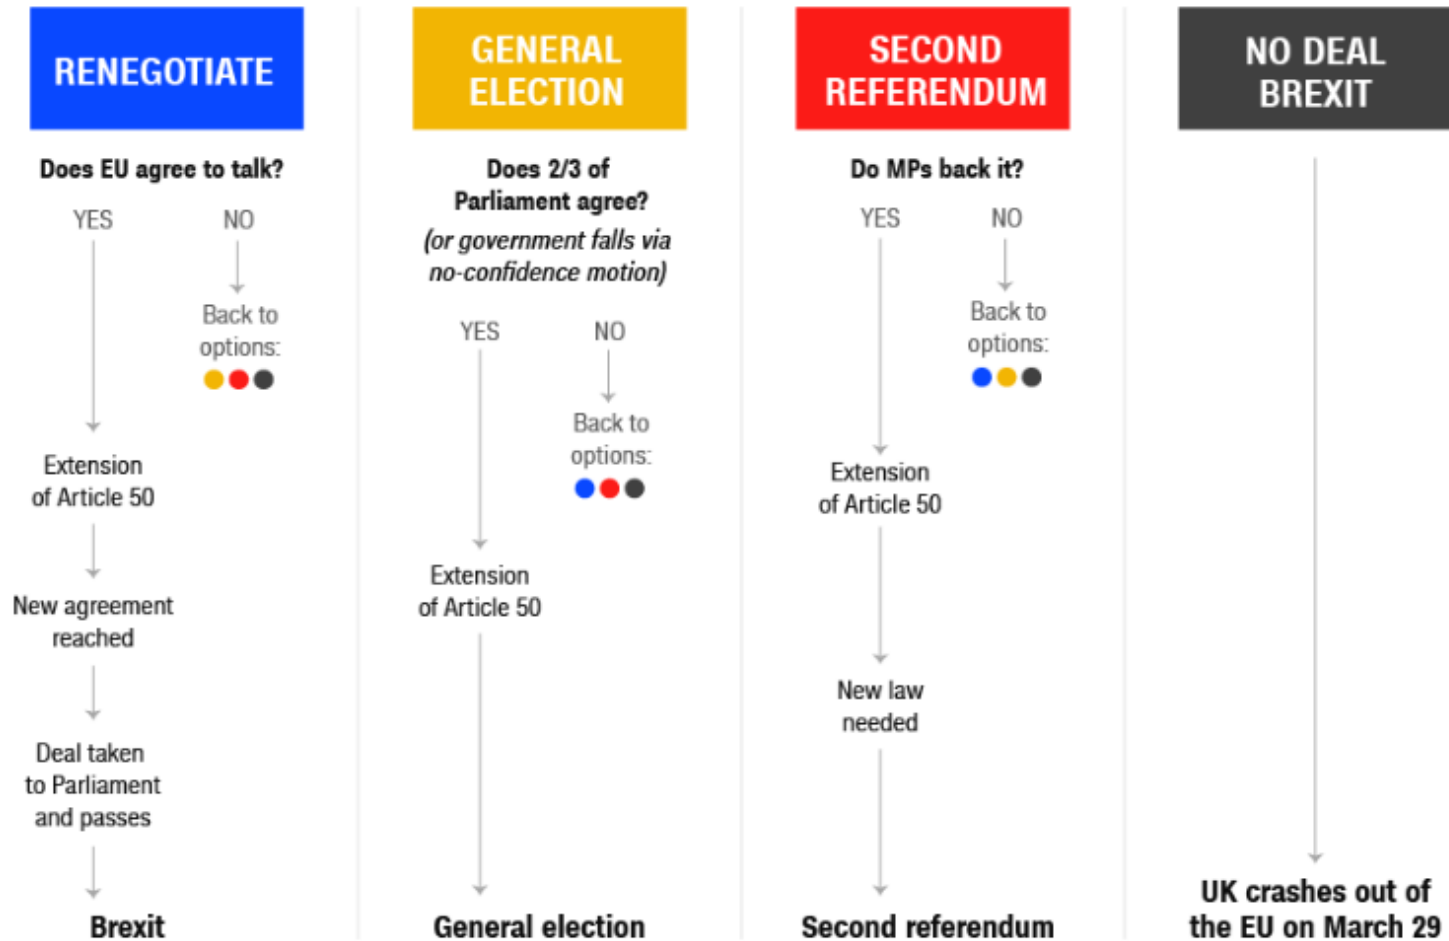 RENEGOTIATE
Does EU agree to talk?
YES
NO
Back to
options:
Extension
of Article 50
New agreement
reached
Deal taken
to Parliament
and passes
Brexit
GENERAL
ELECTION
Does 2/3 of
Parliament agree?
(or government falls via
no-confidence motion)
YES
NO
Back to
options:
Extension
of Article 50
General election
SECOND
REFERENDUM
Do MPs back it?
YES
NO
Back to
options:
Extension
of Article 50
New law
needed
Second referendum
NO DEAL
BREXIT
UK crashes out of
the EU on March 29